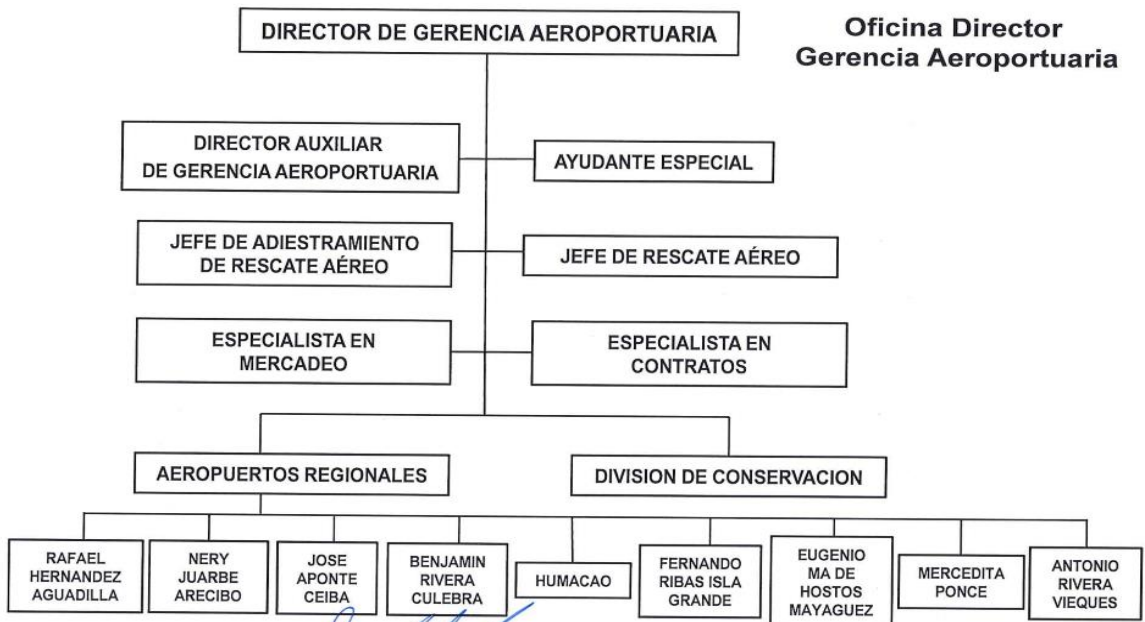 Oficina Director
Gerencia Aeroportuaria
DIRECTOR DE GERENCIA AEROPORTUARIA
DIRECTOR AUXILIAR
DE GERENCIA AEROPORTUARIA
AYUDANTE ESPECIAL
JEFE DE ADIESTRAMIENTO
DE RESCATE AÉREO
JEFE DE RESCATE AÉREO
ESPECIALISTA EN
MERCADEO
ESPECIALISTA EN
CONTRATOS
AEROPUERTOS REGIONALES
DIVISION DE CONSERVACION
RAFAEL
HERNANDEZ
AGUADILLA
NERY
JUARBE
ARECIBO
JOSE
APONTE
CEIBA
BENJAMIN
RIVERA
CULEBRA
HUMACAO
FERNANDO
RIBAS ISLA
GRANDE
EUGENIO
MA DE
HOSTOS
MAYAGUEZ
MERCEDITA
PONCE
ANTONIO
RIVERA
VIEQUES